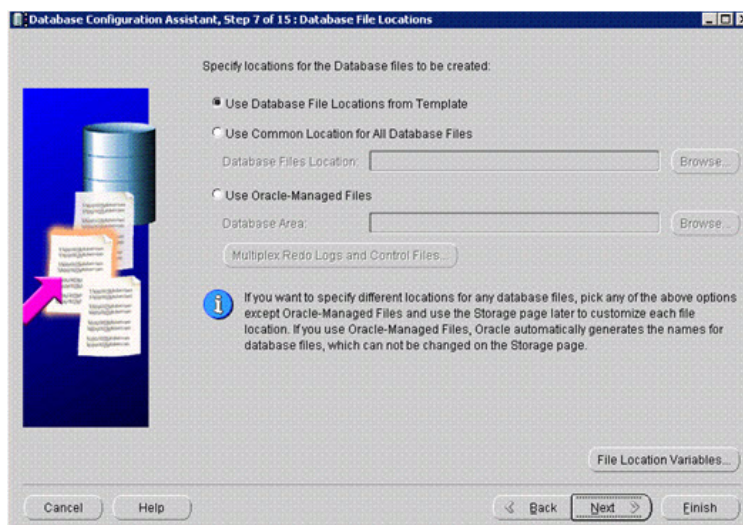 Database Configuration Assistant, Step 7 of 15 : Database File Locations
Specify locations for the Database files to be created:
Use Database File Locations from Template
Use Common Location for All Database Files
Database Files Location:
Browse...
Use Oracle-Managed Files
Database Area:
Browse...
Multiplex Redo Logs and Control Files...
If you want to specify different locations for any database files, pick any of the above options
except Oracle-Managed Files and use the Storage page later to customize each file
location. If you use Oracle-Managed Files, Oracle automatically generates the names for
database files, which can not be changed on the Storage page.
File Location Variables...
Cancel
Help
Back
Next
Finish